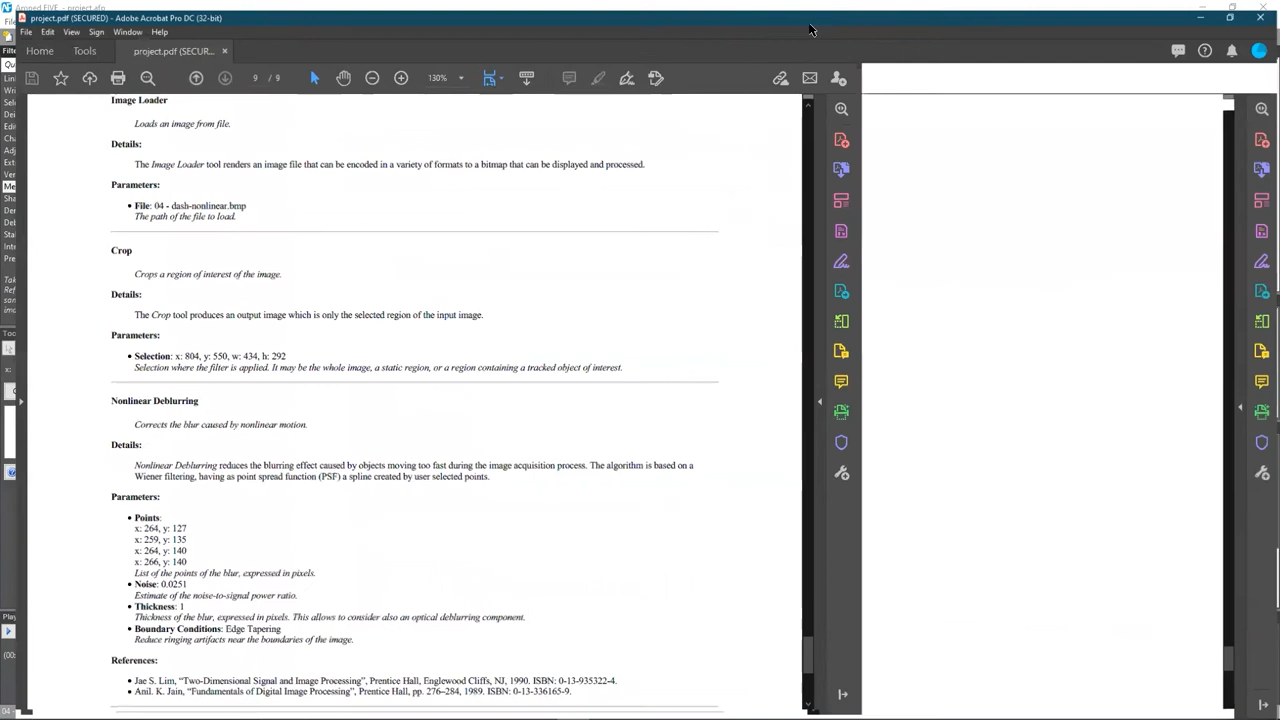 Amped FIVE - project.afp
project.pdf (SECURED) - Adobe Acrobat Pro DC (32-bit)
File Edit View Sign Window Help
Home Tools project.pdf (SECUR... ×
9 / 9 130%
Image Loader
Loads an image from file.
Details:
The Image Loader tool renders an image file that can be encoded in a variety of formats to a bitmap that can be displayed and processed.
Parameters:
• File: 04 - dash-nonlinear.bmp
The path of the file to load.
Crop
Crops a region of interest of the image.
Details:
The Crop tool produces an output image which is only the selected region of the input image.
Parameters:
• Selection: x: 804, y: 550, w: 434, h: 292
Selection where the filter is applied. It may be the whole image, a static region, or a region containing a tracked object of interest.
Nonlinear Deblurring
Corrects the blur caused by nonlinear motion.
Details:
Nonlinear Deblurring reduces the blurring effect caused by objects moving too fast during the image acquisition process. The algorithm is based on a
Wiener filtering, having as point spread function (PSF) a spline created by user selected points.
Parameters:
• Points:
x: 264, y: 127
x: 259, y: 135
x: 264, y: 140
x: 266, y: 140
List of the points of the blur, expressed in pixels.
• Noise: 0.0251
Estimate of the noise-to-signal power ratio.
• Thickness: 1
Thickness of the blur, expressed in pixels. This allows to consider also an optical deblurring component.
• Boundary Conditions: Edge Tapering
Reduce ringing artifacts near the boundaries of the image.
References:
• Jae S. Lim, “Two-Dimensional Signal and Image Processing”, Prentice Hall, Englewood Cliffs, NJ, 1990. ISBN: 0-13-935322-4.
• Anil. K. Jain, “Fundamentals of Digital Image Processing”, Prentice Hall, pp. 276–284, 1989. ISBN: 0-13-336165-9.